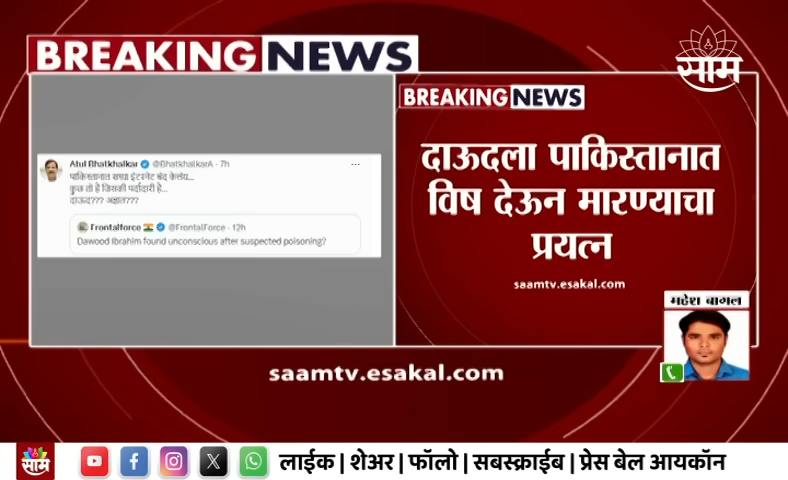 BREAKING NEWS
साम
BREAKING NEWS
Atul Bhatkhalkar @BhatkhalkarA · 7h
पाकिस्तानात सध्या इंटरनेट बंद केलंय...
कुछ तो है जिसकी पर्दादारी है...
दाऊद??? अज्ञात???
Frontalforce @FrontalForce · 12h
Dawood Ibrahim found unconscious after suspected poisoning?
दाऊदला पाकिस्तानात
विष देऊन मारण्याचा
प्रयत्न
saamtv.esakal.com
महेश बागल
saamtv.esakal.com
साम
लाईक | शेअर | फॉलो | सबस्क्राईब | प्रेस बेल आयकॉन